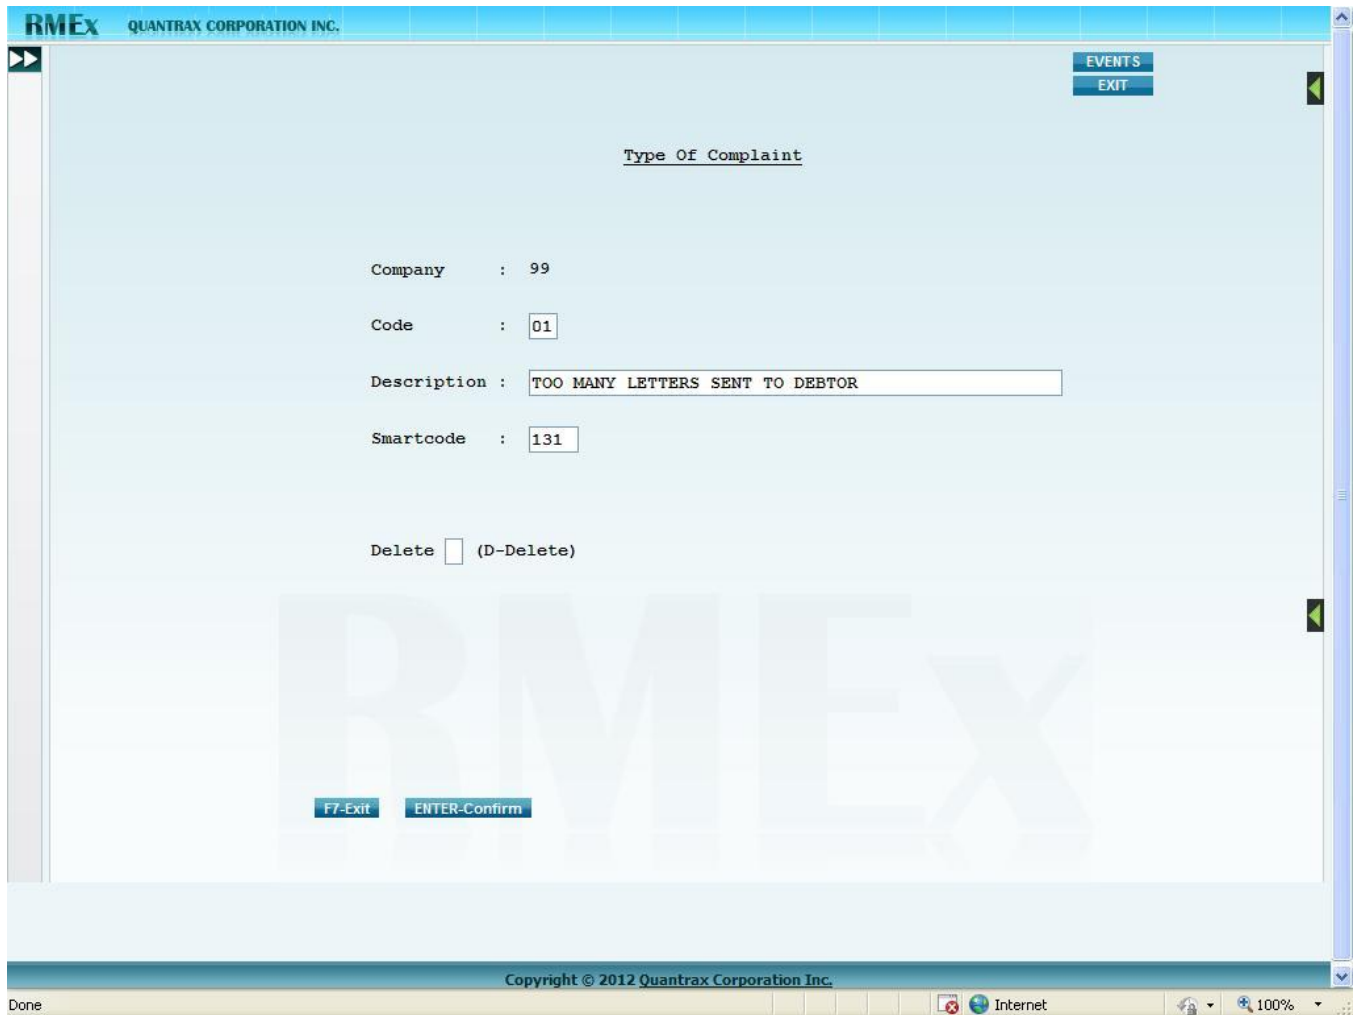 RMEx QUANTRAX CORPORATION INC.
EVENTS
EXIT
Type Of Complaint
Company : 99
Code : 01
Description : TOO MANY LETTERS SENT TO DEBTOR
Smartcode : 131
Delete (D-Delete)
RMEx
F7-Exit ENTER-Confirm
Copyright © 2012 Quantrax Corporation Inc.
Done Internet 100%